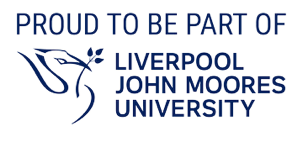 PROUD TO BE PART OF
LIVERPOOL
JOHN MOORES
UNIVERSITY